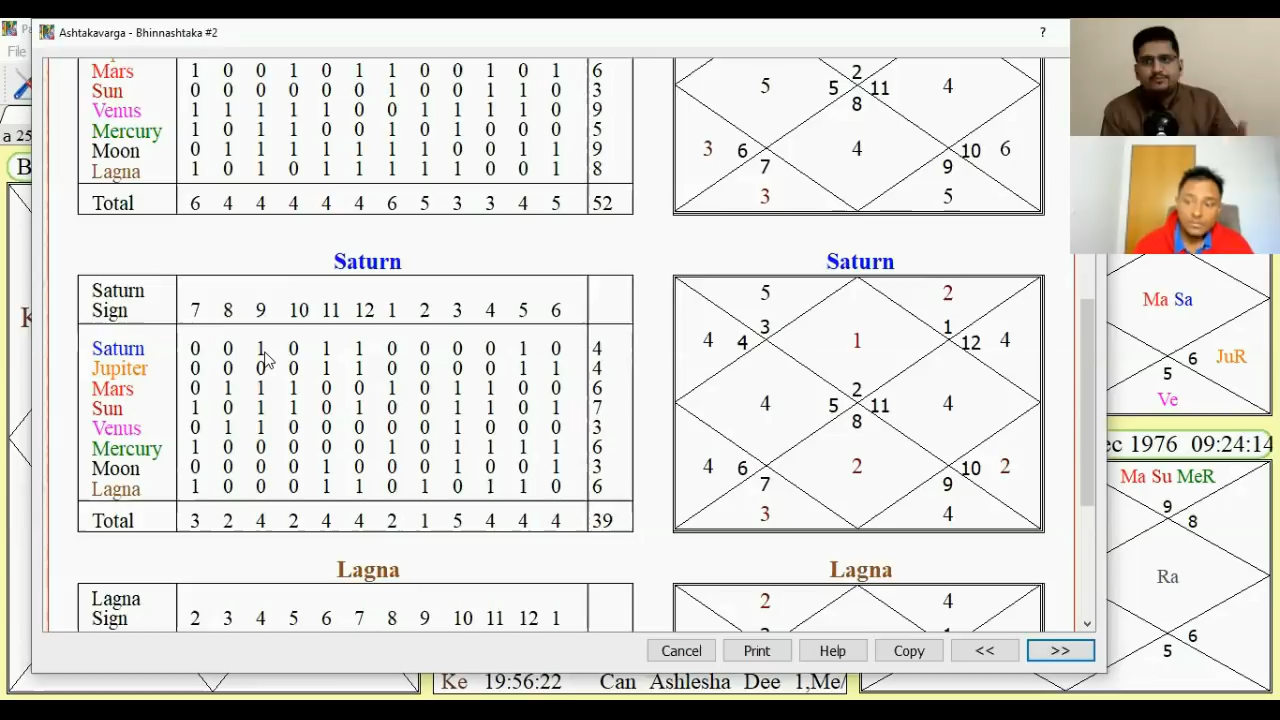 Ashtakavarga - Bhinnashtaka #2 ?
File
a 25
Mars 1 0 0 1 0 1 1 0 0 1 0 1 6
Sun 0 0 0 0 0 1 0 0 0 1 1 0 3
Venus 1 1 1 1 1 0 0 1 1 1 1 0 9
Mercury 1 0 1 1 0 0 1 0 1 0 0 0 5
Moon 0 1 1 1 1 1 1 1 0 0 1 1 9
Lagna 1 0 1 0 1 1 1 1 1 0 0 1 8
Total 6 4 4 4 4 4 6 5 3 3 4 5 52
5 2 4
5 11
8
3 6 4 10 6
7 9
3 5
Saturn
Saturn
Sign 7 8 9 10 11 12 1 2 3 4 5 6
Saturn 0 0 1 0 1 1 0 0 0 0 1 0 4
Jupiter 0 0 0 0 1 1 0 0 0 0 1 1 4
Mars 0 1 1 1 0 0 1 0 1 1 0 0 6
Sun 1 0 1 1 0 1 0 0 1 1 0 1 7
Venus 0 1 1 0 0 0 0 0 0 0 0 1 3
Mercury 1 0 0 0 0 0 1 0 1 1 1 1 6
Moon 0 0 0 0 1 0 0 0 1 0 0 1 3
Lagna 1 0 0 0 1 1 0 1 0 1 1 0 6
Total 3 2 4 2 4 4 2 1 5 4 4 4 39
Saturn
5 2
3 1
4 4 1 12 4
2
4 5 11 4
8
4 6 2 10 2
7 9
3 4
Lagna
Lagna
Sign 2 3 4 5 6 7 8 9 10 11 12 1
Lagna
2 4
Cancel Print Help Copy << >>
Ma Sa
6 JuR
5
Ve
ec 1976 09:24:14
Ma Su MeR
9
8
Ra
6
5
Ke 19:56:22 Can Ashlesha Dee 1,Me/